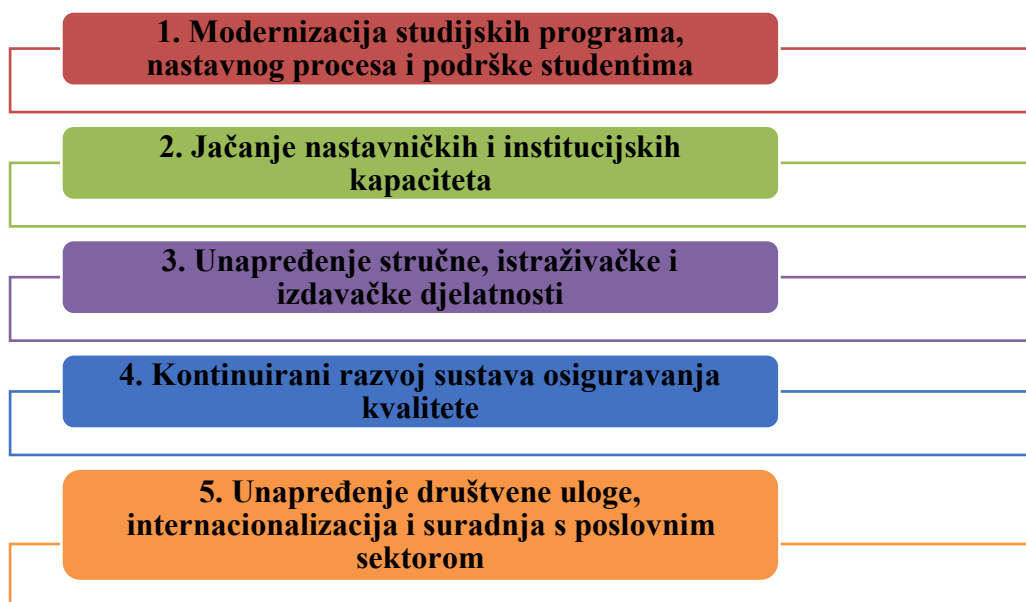 1. Modernizacija studijskih programa,
nastavnog procesa i podrške studentima
2. Jačanje nastavničkih i institucijskih
kapaciteta
3. Unapređenje stručne, istraživačke i
izdavačke djelatnosti
4. Kontinuirani razvoj sustava osiguravanja
kvalitete
5. Unapređenje društvene uloge,
internacionalizacija i suradnja s poslovnim
sektorom